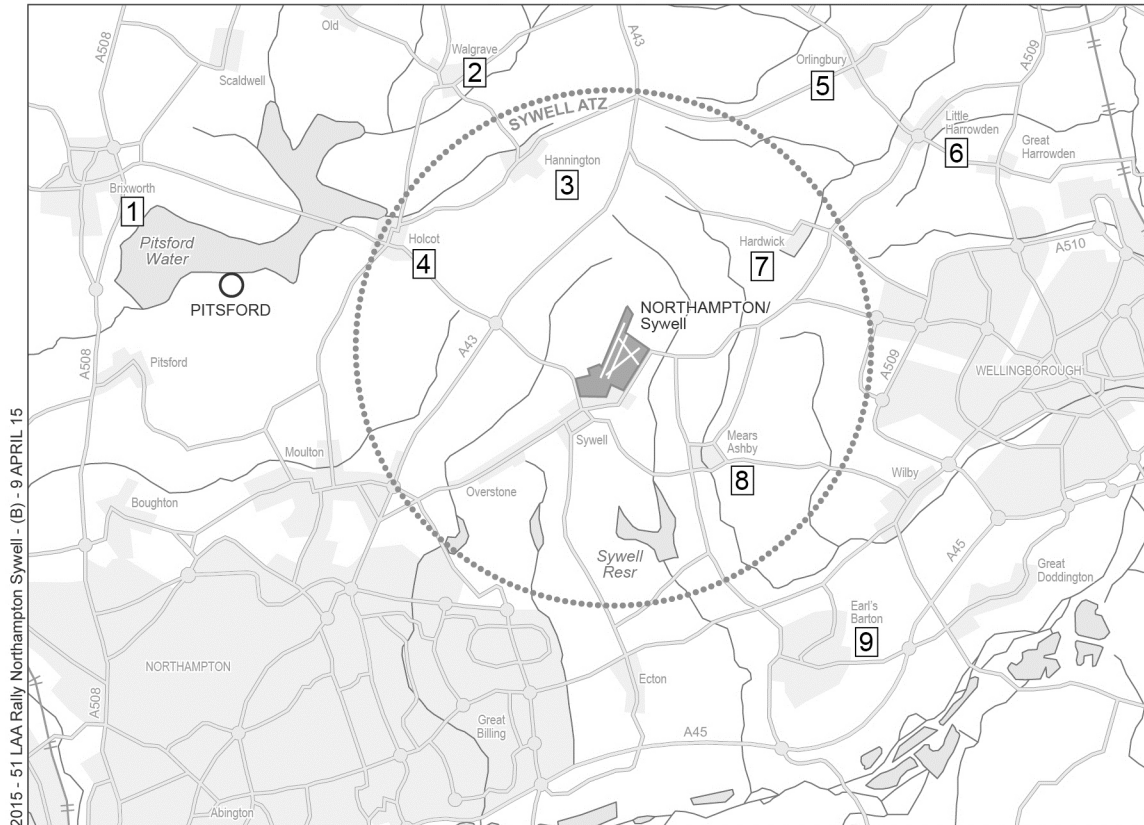 Old
A508
Scaldwell
Walgrave
2
A43
Orlingbury
5
A509
SYWELL ATZ
Little
Harrowden
6
Great
Harrowden
Hannington
3
Brixworth
1
Pitsford
Water
PITSFORD
Holcot
4
Hardwick
7
A510
NORTHAMPTON/
Sywell
A508
Pitsford
A43
A509
WELLINGBOROUGH
Sywell
Mears
Ashby
8
Moulton
Overstone
Wilby
Boughton
Sywell
Resr
A45
Great
Doddington
Earl's
Barton
9
NORTHAMPTON
A508
Ecton
Great
Billing
A45
Abington
2015 - 51 LAA Rally Northampton Sywell - (B) - 9 APRIL 15